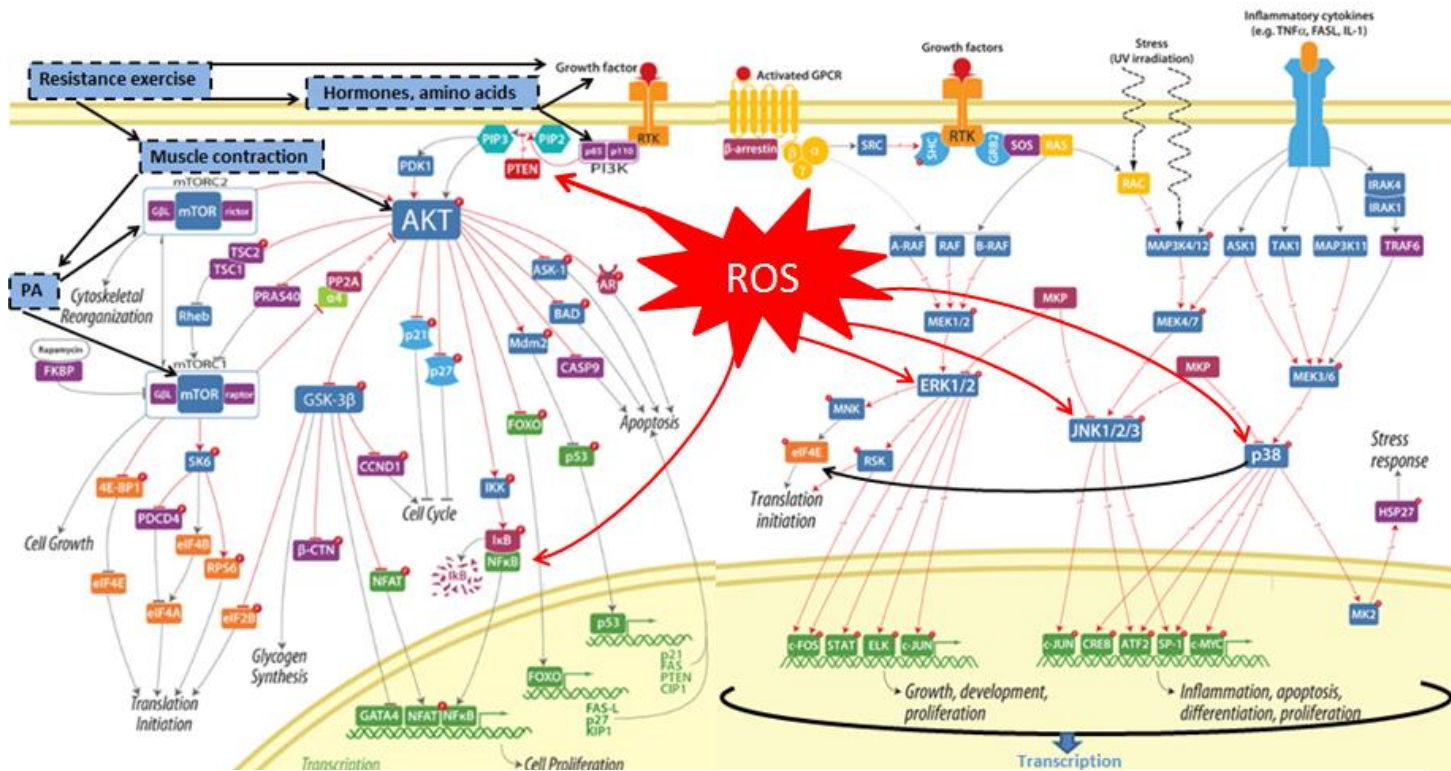 Resistance exercise
Hormones, amino acids
Growth factor
Muscle contraction
mTORC2
GβL
mTOR
rictor
PA
Cytoskeletal
Reorganization
TSC2
TSC1
Rheb
PRAS40
PP2A
α4
Rapamycin
FKBP
mTORC1
GβL
mTOR
raptor
PDK1
PIP3
PIP2
PTEN
p85
p110
PI3K
RTK
AKT
ASK-1
AR
BAD
Mdm2
CASP9
p21
p27
GSK-3β
FOXO
Apoptosis
p53
SK6
4E-BP1
PDCD4
eIF4B
RPS6
eIF4E
eIF4A
eIF2B
Cell Growth
Translation
Initiation
CCND1
β-CTN
NFAT
Glycogen
Synthesis
Cell Cycle
IKK
IκB
NFκB
IkB
p53
p21
FAS
PTEN
CIP1
FOXO
FAS-L
p27
KIP1
GATA4
NFAT
NFκB
Transcription
Cell Proliferation
ROS
Activated GPCR
β-arrestin
β
α
γ
SRC
Growth factors
SHC
RTK
GRB2
SOS
RAS
Stress
(UV irradiation)
RAC
Inflammatory cytokines
(e.g. TNFα, FASL, IL-1)
IRAK4
IRAK1
TRAF6
A-RAF
RAF
B-RAF
MAP3K4/12
ASK1
TAK1
MAP3K11
MEK1/2
MKP
MEK4/7
MKP
MEK3/6
ERK1/2
JNK1/2/3
p38
MNK
eIF4E
RSK
Translation
initiation
Stress
response
HSP27
MK2
c-FOS
STAT
ELK
c-JUN
Growth, development,
proliferation
c-JUN
CREB
ATF2
SP-1
c-MYC
Inflammation, apoptosis,
differentiation, proliferation
Transcription